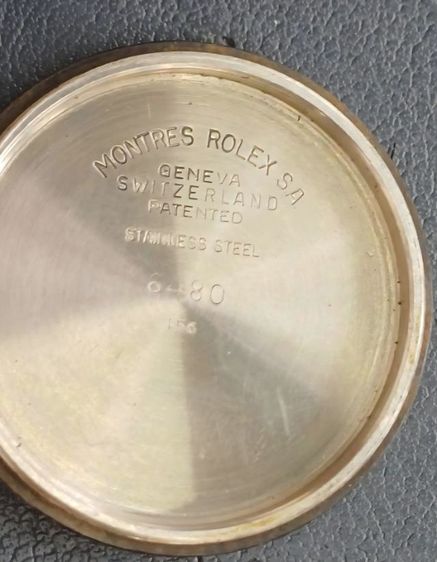 MONTRES ROLEX SA
GENEVA
SWITZERLAND
PATENTED
STAINLESS STEEL
6480